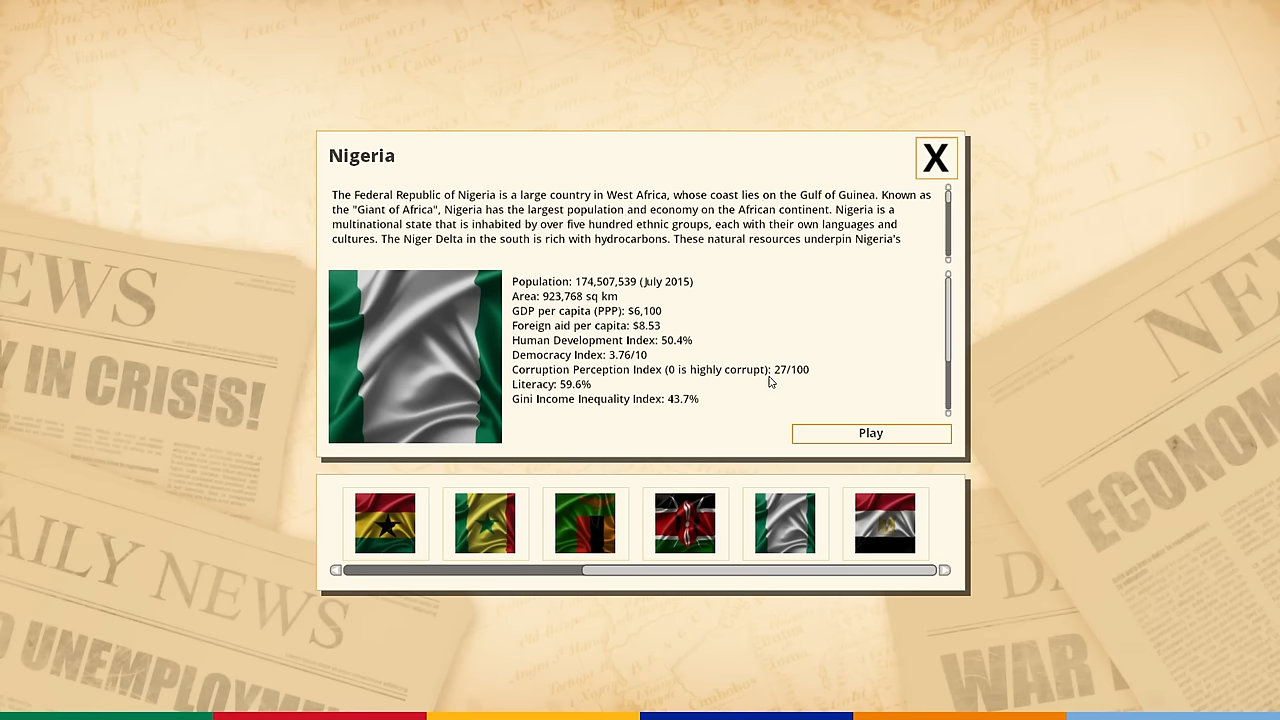 Nigeria
X
The Federal Republic of Nigeria is a large country in West Africa, whose coast lies on the Gulf of Guinea. Known as
the "Giant of Africa", Nigeria has the largest population and economy on the African continent. Nigeria is a
multinational state that is inhabited by over five hundred ethnic groups, each with their own languages and
cultures. The Niger Delta in the south is rich with hydrocarbons. These natural resources underpin Nigeria's
Population: 174,507,539 (July 2015)
Area: 923,768 sq km
GDP per capita (PPP): $6,100
Foreign aid per capita: $8.53
Human Development Index: 50.4%
Democracy Index: 3.76/10
Corruption Perception Index (0 is highly corrupt): 27/100
Literacy: 59.6%
Gini Income Inequality Index: 43.7%
Play
EWS
Y IN CRISIS!
AILY NEWS
UNEMPLOYM
NE
ECONOM
DA
WAR